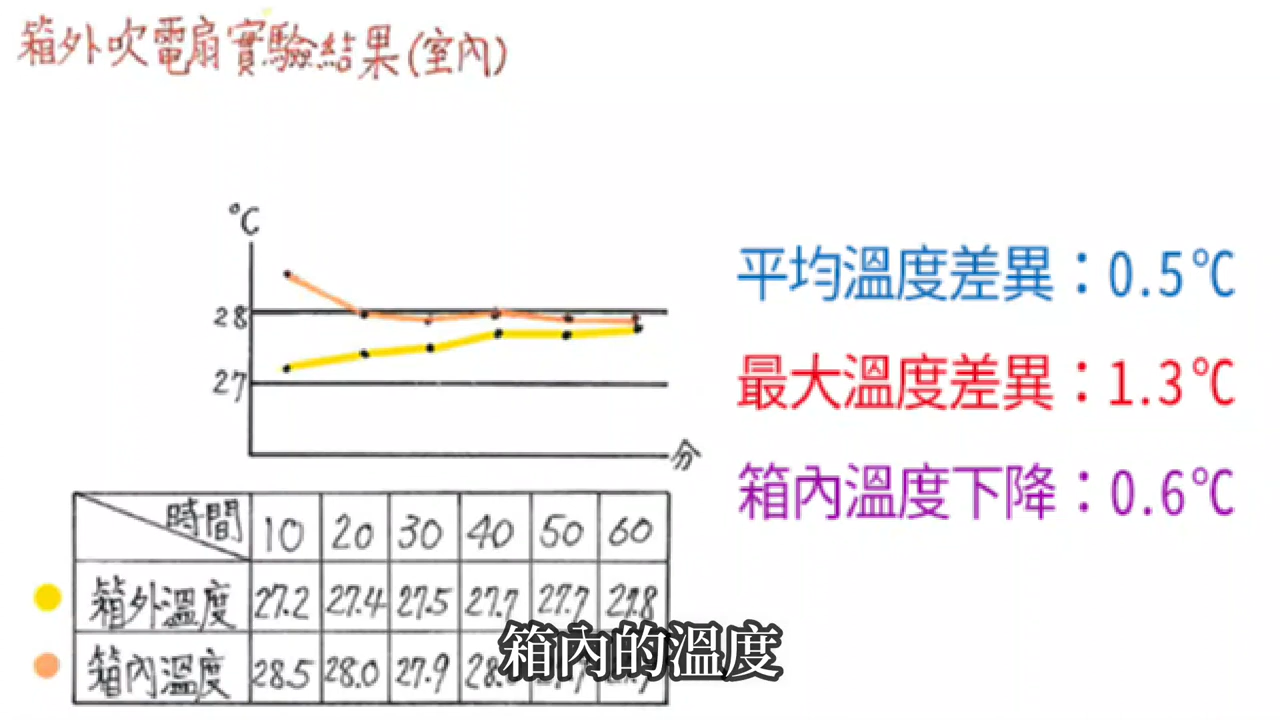 箱外吹電扇實驗結果(室內)
°C
28
27
分
平均溫度差異：0.5℃
最大溫度差異：1.3℃
箱內溫度下降：0.6℃
時間 10 20 30 40 50 60
箱外溫度 27.2 27.4 27.5 27.7 27.7 27.8
箱內溫度 28.5 28.0 27.9
箱內的溫度